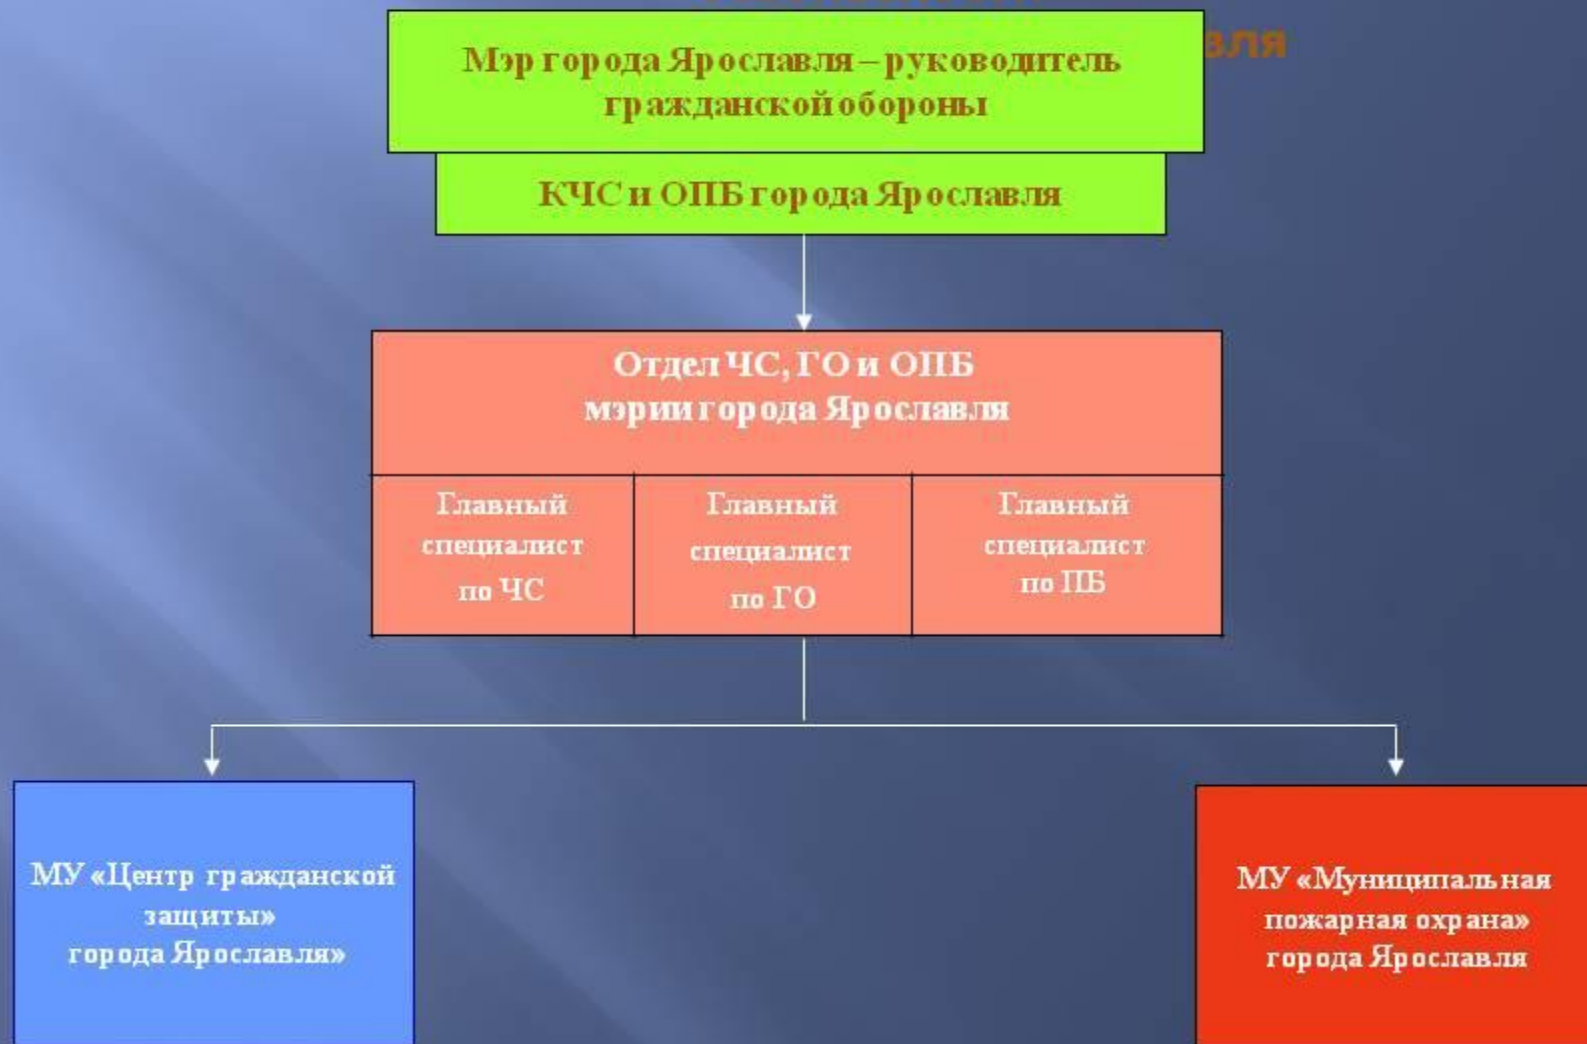 Мэр города Ярославля – руководитель
гражданской обороны
КЧС и ОПБ города Ярославля
Отдел ЧС, ГО и ОПБ
мэрии города Ярославля
Главный
специалист
по ЧС
Главный
специалист
по ГО
Главный
специалист
по ПБ
МУ «Центр гражданской
защиты»
города Ярославля»
МУ «Муниципальная
пожарная охрана»
города Ярославля